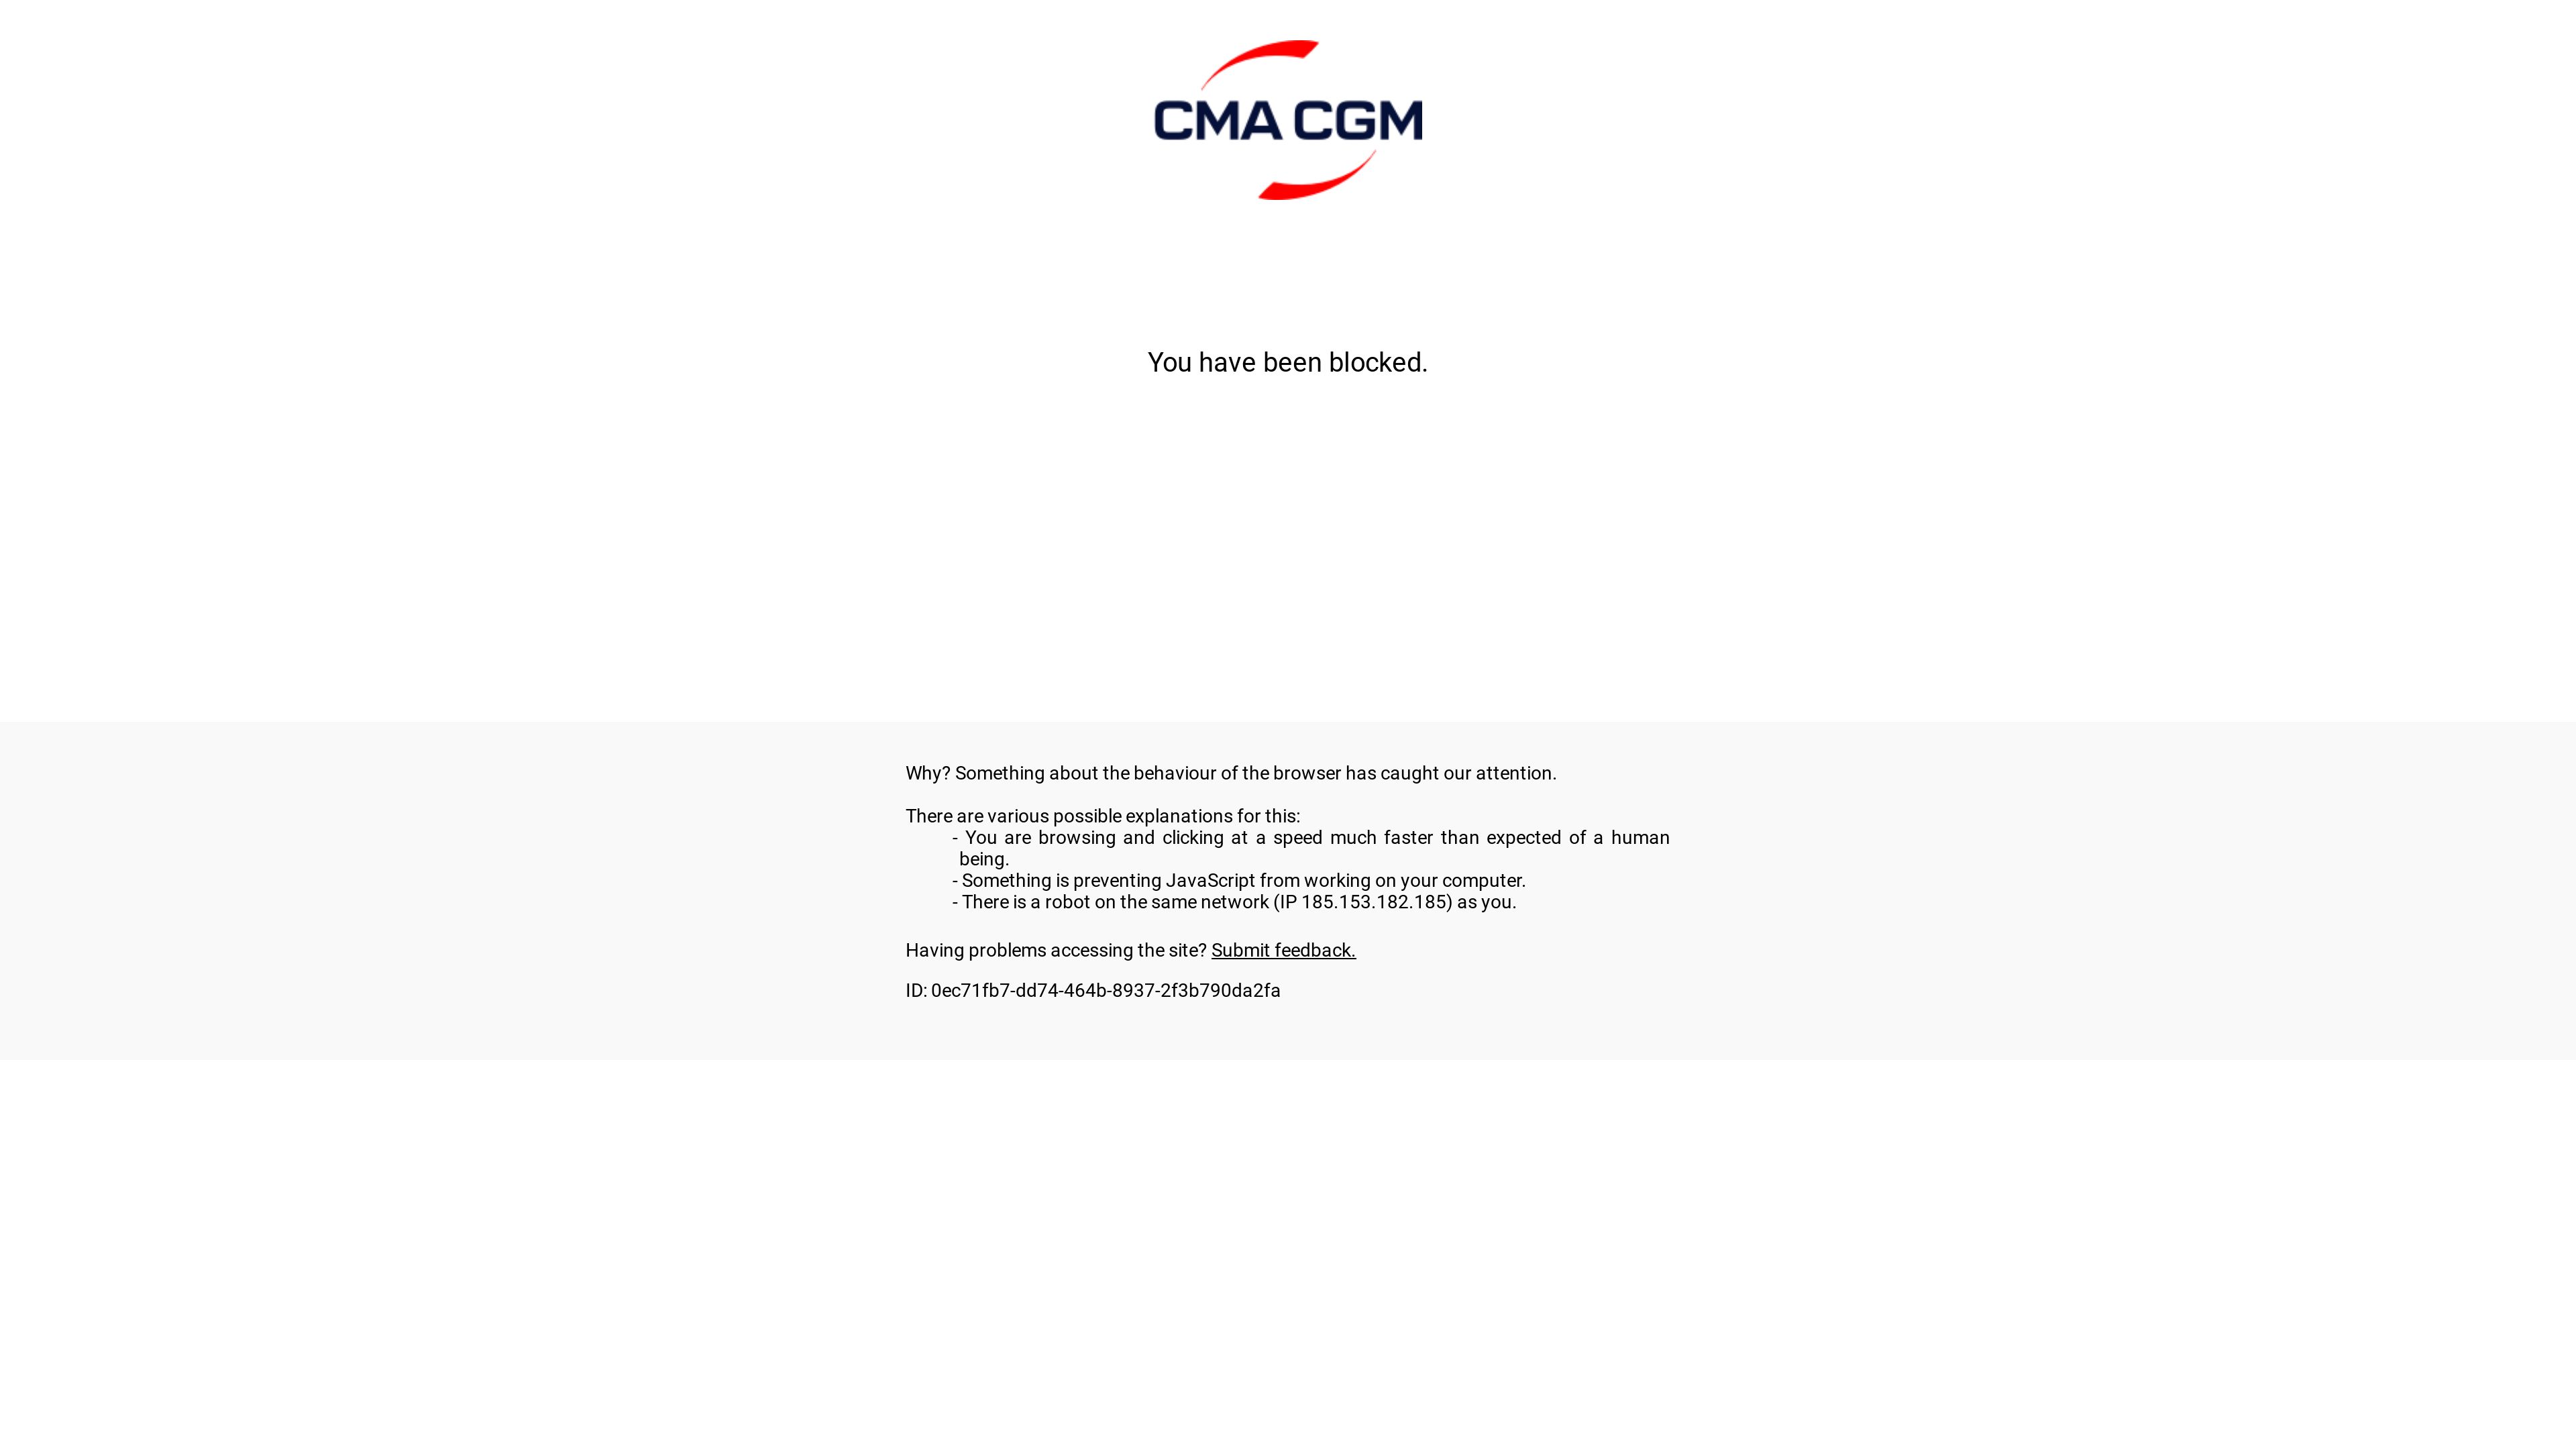 CMA CGM
You have been blocked.
Why? Something about the behaviour of the browser has caught our attention.
There are various possible explanations for this:
- You are browsing and clicking at a speed much faster than expected of a human
being.
- Something is preventing JavaScript from working on your computer.
- There is a robot on the same network (IP 185.153.182.185) as you.
Having problems accessing the site? Submit feedback.
ID: 0ec71fb7-dd74-464b-8937-2f3b790da2fa